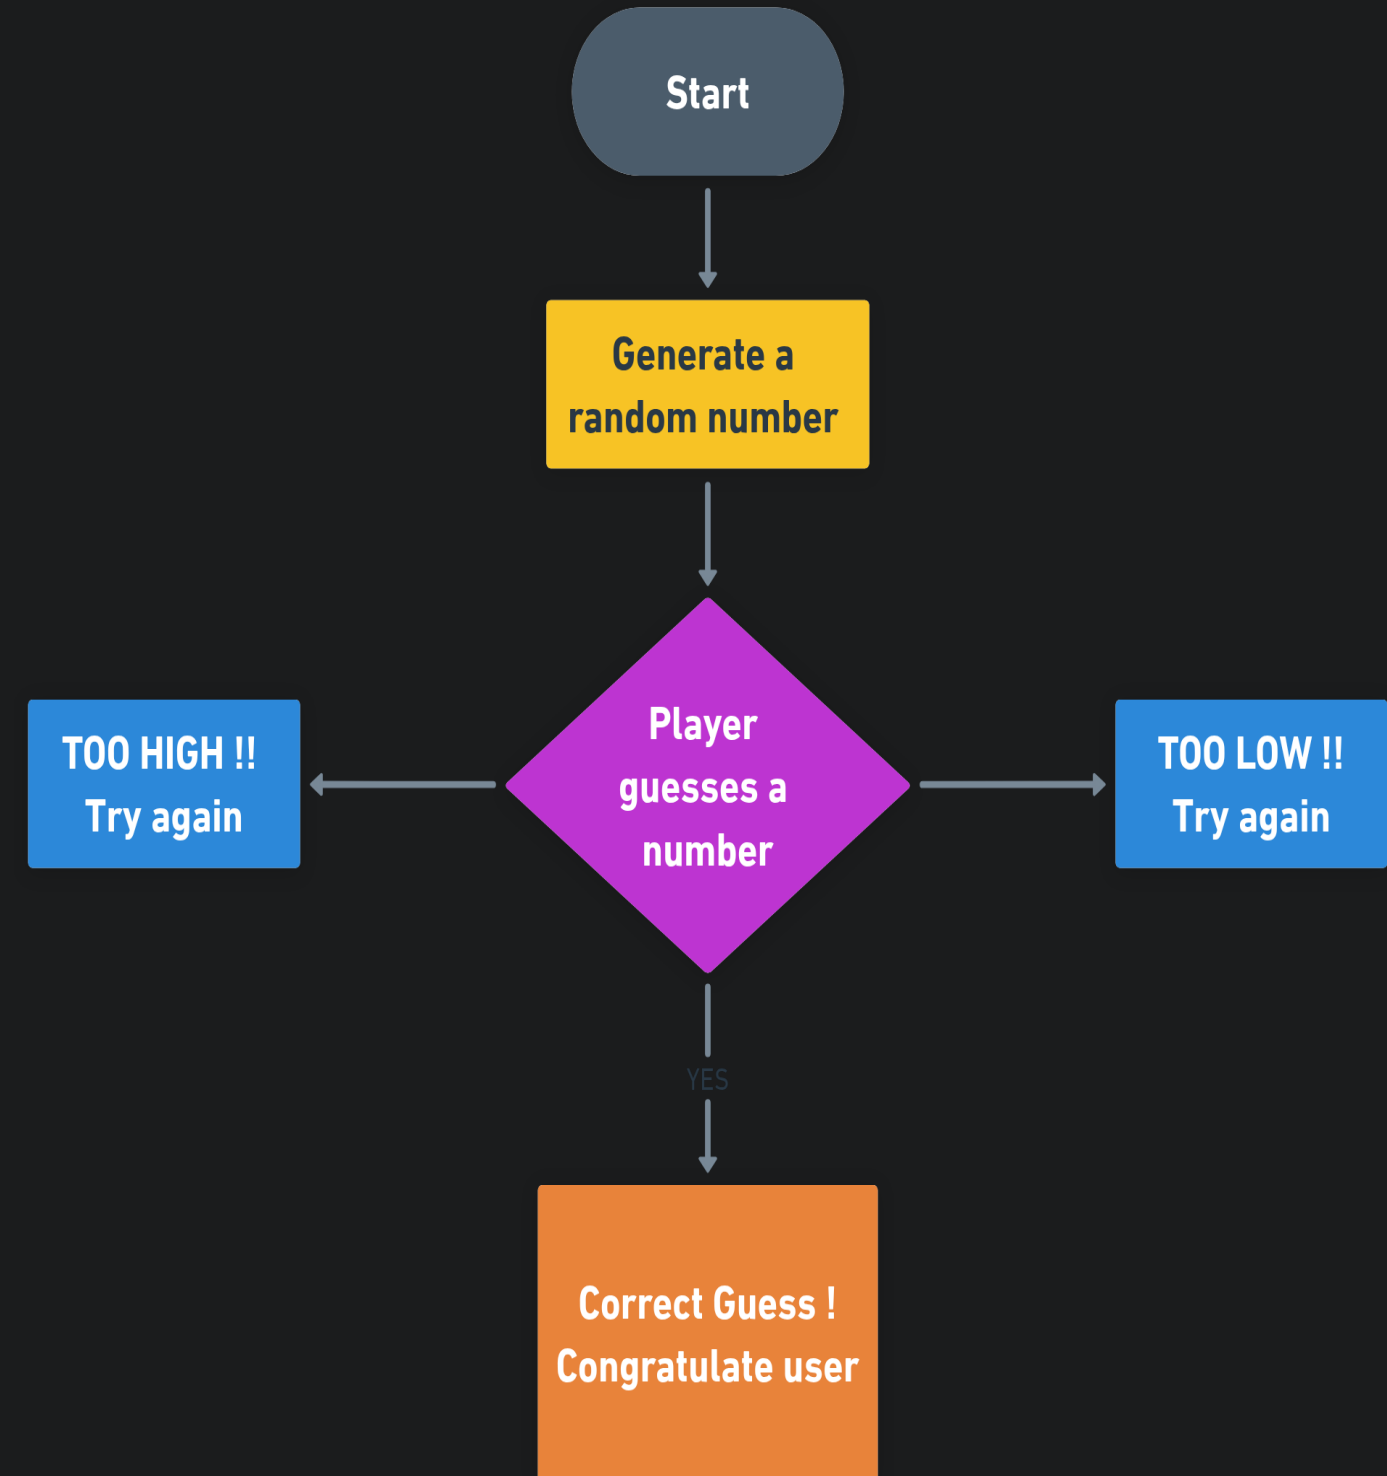 Start
Generate a
random number
Player
guesses a
number
TOO HIGH !!
Try again
TOO LOW !!
Try again
YES
Correct Guess !
Congratulate user